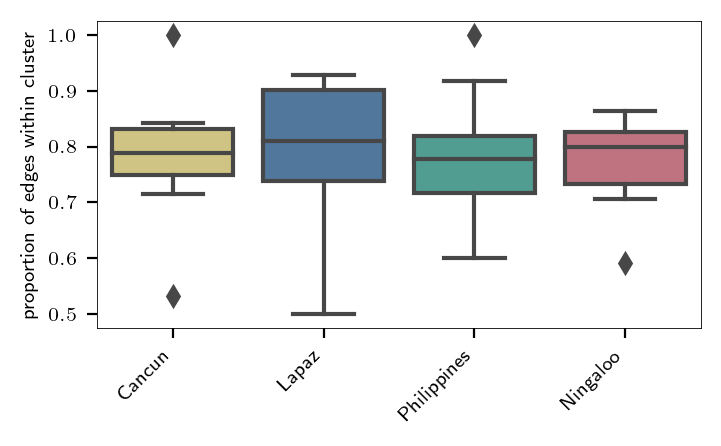 proportion of edges within cluster
1.0
0.9
0.8
0.7
0.6
0.5
Cancun
Lapaz
Philippines
Ningaloo